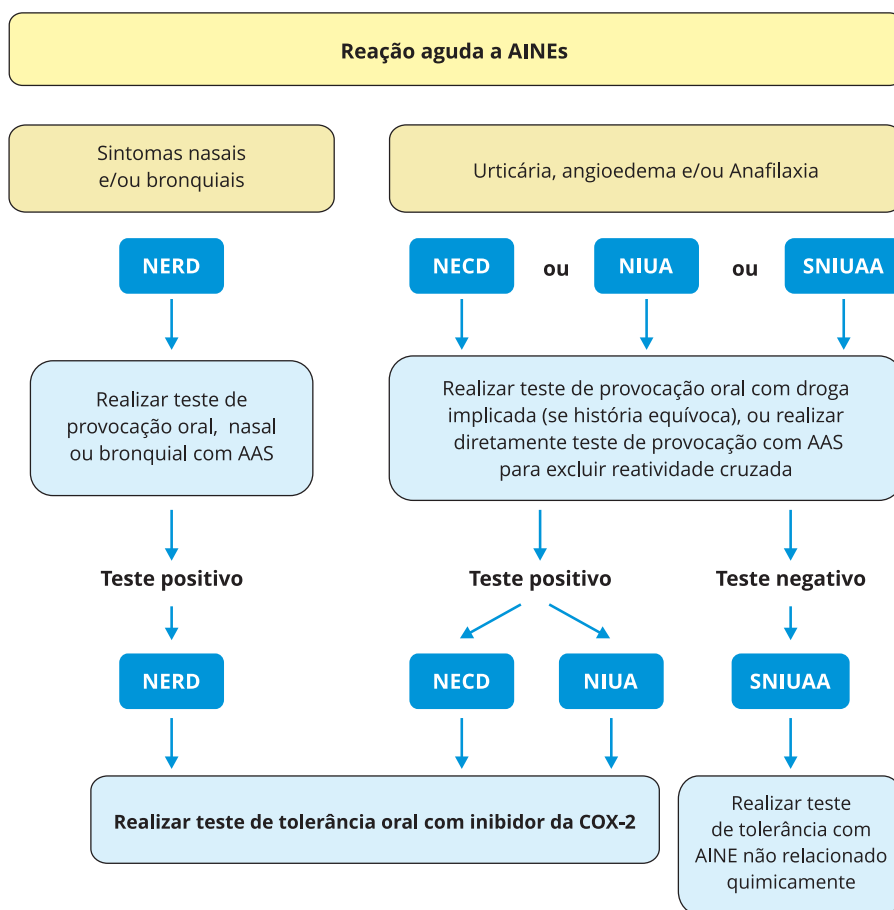 Reação aguda a AINEs
Sintomas nasais
e/ou bronquiais
Urticária, angioedema e/ou Anafilaxia
NERD
NECD
ou
NIUA
ou
SNIUAA
Realizar teste de
provocação oral, nasal
ou bronquial com AAS
Realizar teste de provocação oral com droga
implicada (se história equívoca), ou realizar
diretamente teste de provocação com AAS
para excluir reatividade cruzada
Teste positivo
Teste positivo
Teste negativo
NERD
NECD
NIUA
SNIUAA
Realizar teste de tolerância oral com inibidor da COX-2
Realizar teste
de tolerância com
AINE não relacionado
quimicamente